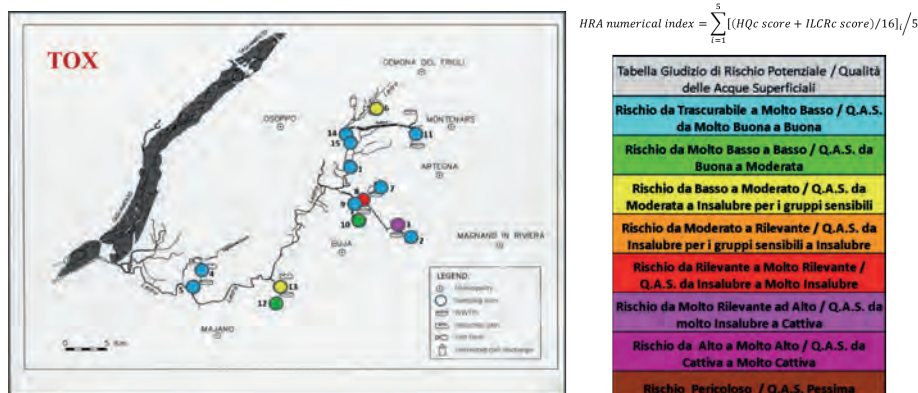 HRA numerical index = ∑ [(HQc score + ILCRc score)/16]ᵢ / 5
5
i=1
TOX
CEMONA DEL FRIULI
OSOPPO
MONTENARS
ARTEGNA
BUJA
MAGNANO IN RIVIERA
MAJANO
6
14
11
15
1
7
8
9
10
3
2
4
5
13
12
0 5 Km
LEGEND:
Municipality
Sampling sites
WWTPs
Tabella Giudizio di Rischio Potenziale / Qualità
delle Acque Superficiali
Rischio da Trascurabile a Molto Basso / Q.A.S.
da Molto Buona a Buona
Rischio da Molto Basso a Basso / Q.A.S. da
Buona a Moderata
Rischio da Basso a Moderato / Q.A.S. da
Moderata a Insalubre per i gruppi sensibili
Rischio da Moderato a Rilevante / Q.A.S. da
Insalubre per i gruppi sensibili a Insalubre
Rischio da Rilevante a Molto Rilevante /
Q.A.S. da Insalubre a Molto Insalubre
Rischio da Molto Rilevante ad Alto / Q.A.S. da
molto Insalubre a Cattiva
Rischio da Alto a Molto Alto / Q.A.S. da
Cattiva a Molto Cattiva
Rischio Pericoloso / Q.A.S. Pessima